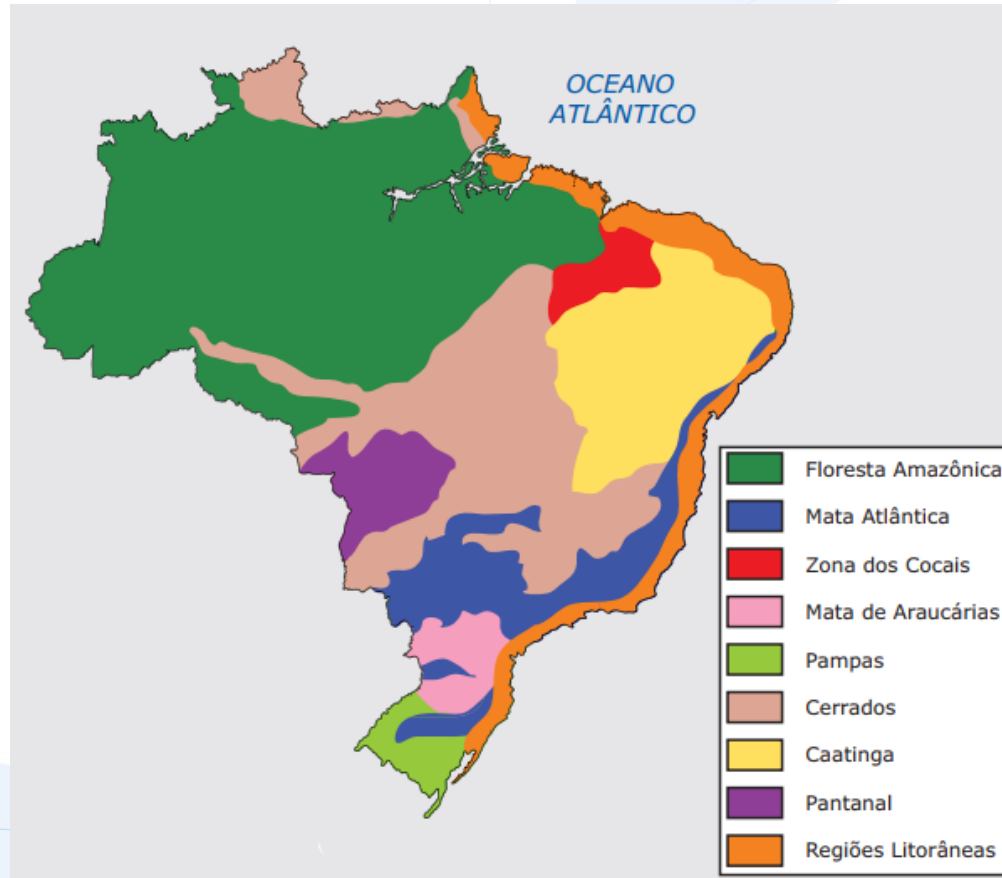 OCEANO
ATLÂNTICO
Floresta Amazônica
Mata Atlântica
Zona dos Cocais
Mata de Araucárias
Pampas
Cerrados
Caatinga
Pantanal
Regiões Litorâneas